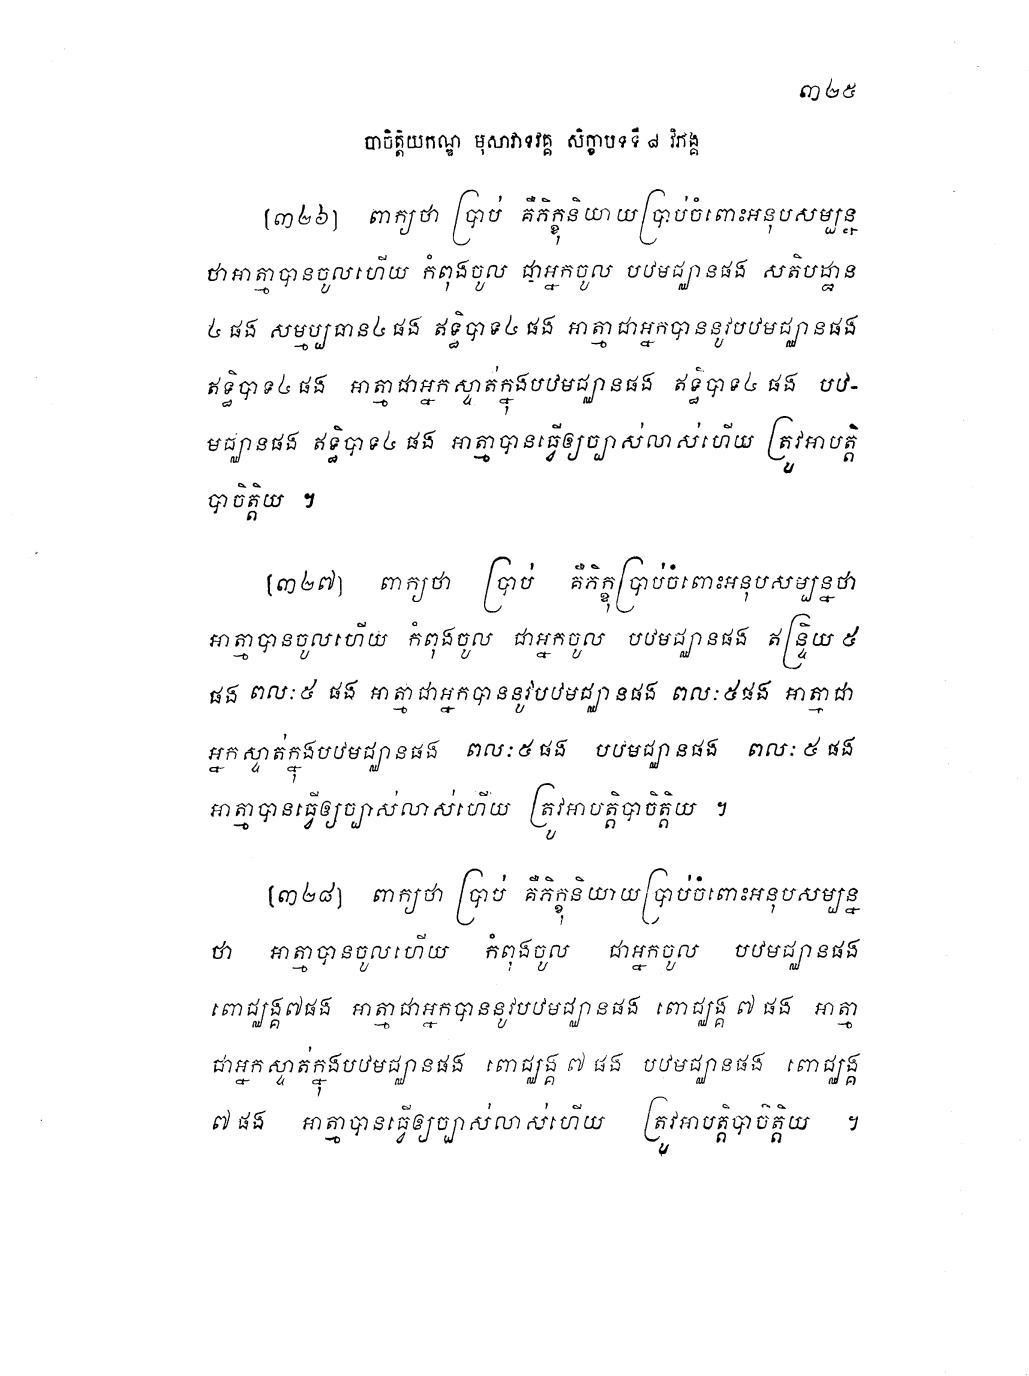 ៣២៥
បាចិត្តិយកណ្ឌ មុសាវាទវគ្គ សិក្ខាបទទី ៨ វិភង្គ
[៣២៦] ពាក្យថា ប្រាប់ គឺភិក្ខុនិយាយប្រាប់ចំពោះអនុបសម្បន្ន
ថាអាត្មាបានចូលហើយ កំពុងចូល ជាអ្នកចូល បឋមជ្ឈានផង សតិបដ្ឋាន
៤ ផង សម្មប្បធាន៤ ផង ឥទ្ធិបាទ៤ ផង អាត្មាជាអ្នកបាននូវបឋមជ្ឈានផង
ឥទ្ធិបាទ៤ ផង អាត្មាជាអ្នកស្ទាត់ក្នុងបឋមជ្ឈានផង ឥទ្ធិបាទ៤ ផង បឋ-
មជ្ឈានផង ឥទ្ធិបាទ៤ ផង អាត្មាបានធ្វើឲ្យច្បាស់លាស់ហើយ ត្រូវអាបត្តិ
បាចិត្តិយ ។
[៣២៧] ពាក្យថា ប្រាប់ គឺភិក្ខុប្រាប់ចំពោះអនុបសម្បន្នថា
អាត្មាបានចូលហើយ កំពុងចូល ជាអ្នកចូល បឋមជ្ឈានផង ឥន្ទ្រិយ ៥
ផង ពលៈ ៥ ផង អាត្មាជាអ្នកបាននូវបឋមជ្ឈានផង ពលៈ ៥ផង អាត្មាជា
អ្នកស្ទាត់ក្នុងបឋមជ្ឈានផង ពលៈ ៥ ផង បឋមជ្ឈានផង ពលៈ ៥ ផង
អាត្មាបានធ្វើឲ្យច្បាស់លាស់ហើយ ត្រូវអាបត្តិបាចិត្តិយ ។
[៣២៨] ពាក្យថា ប្រាប់ គឺភិក្ខុនិយាយប្រាប់ចំពោះអនុបសម្បន្ន
ថា អាត្មាបានចូលហើយ កំពុងចូល ជាអ្នកចូល បឋមជ្ឈានផង
ពោជ្ឈង្គ៧ផង អាត្មាជាអ្នកបាននូវបឋមជ្ឈានផង ពោជ្ឈង្គ ៧ ផង អាត្មា
ជាអ្នកស្ទាត់ក្នុងបឋមជ្ឈានផង ពោជ្ឈង្គ ៧ ផង បឋមជ្ឈានផង ពោជ្ឈង្គ
៧ ផង អាត្មាបានធ្វើឲ្យច្បាស់លាស់ហើយ ត្រូវអាបត្តិបាចិត្តិយ ។